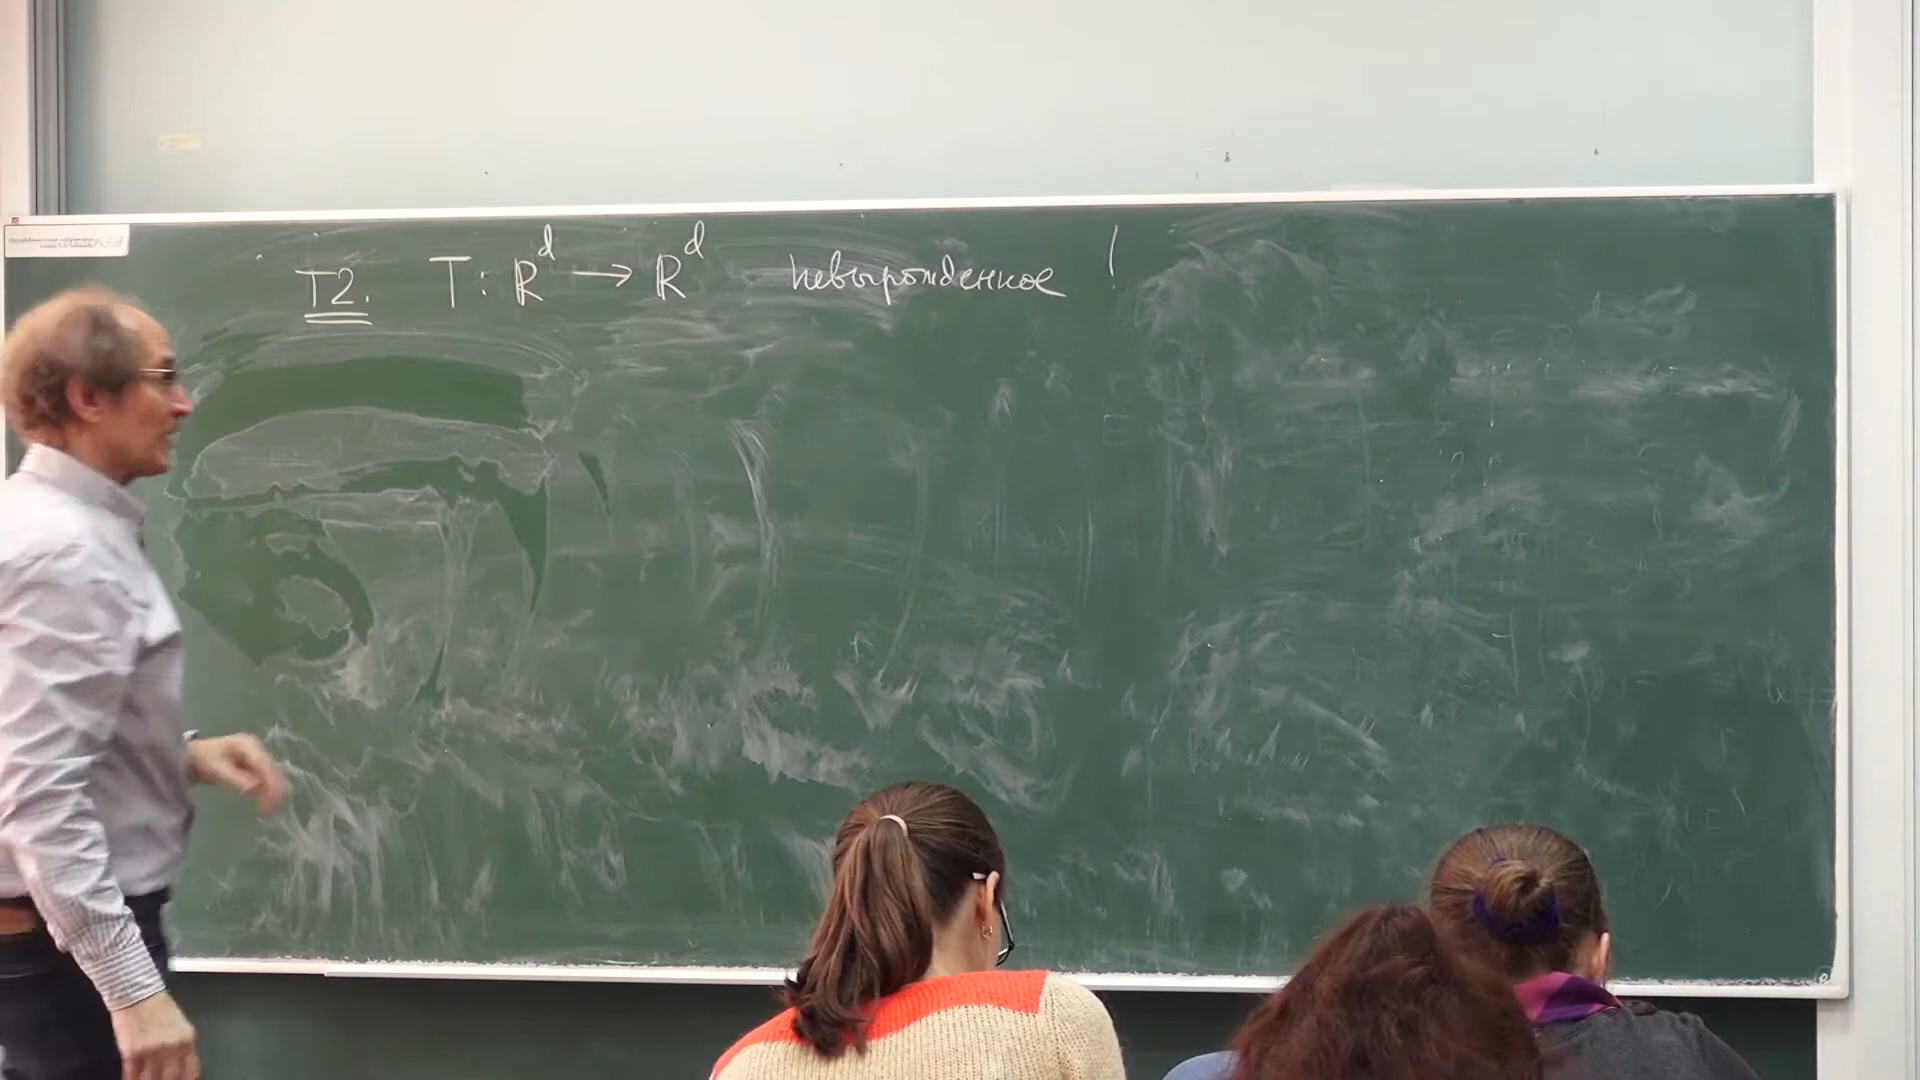 T2. T: ℝ^d → ℝ^d невырожденное !